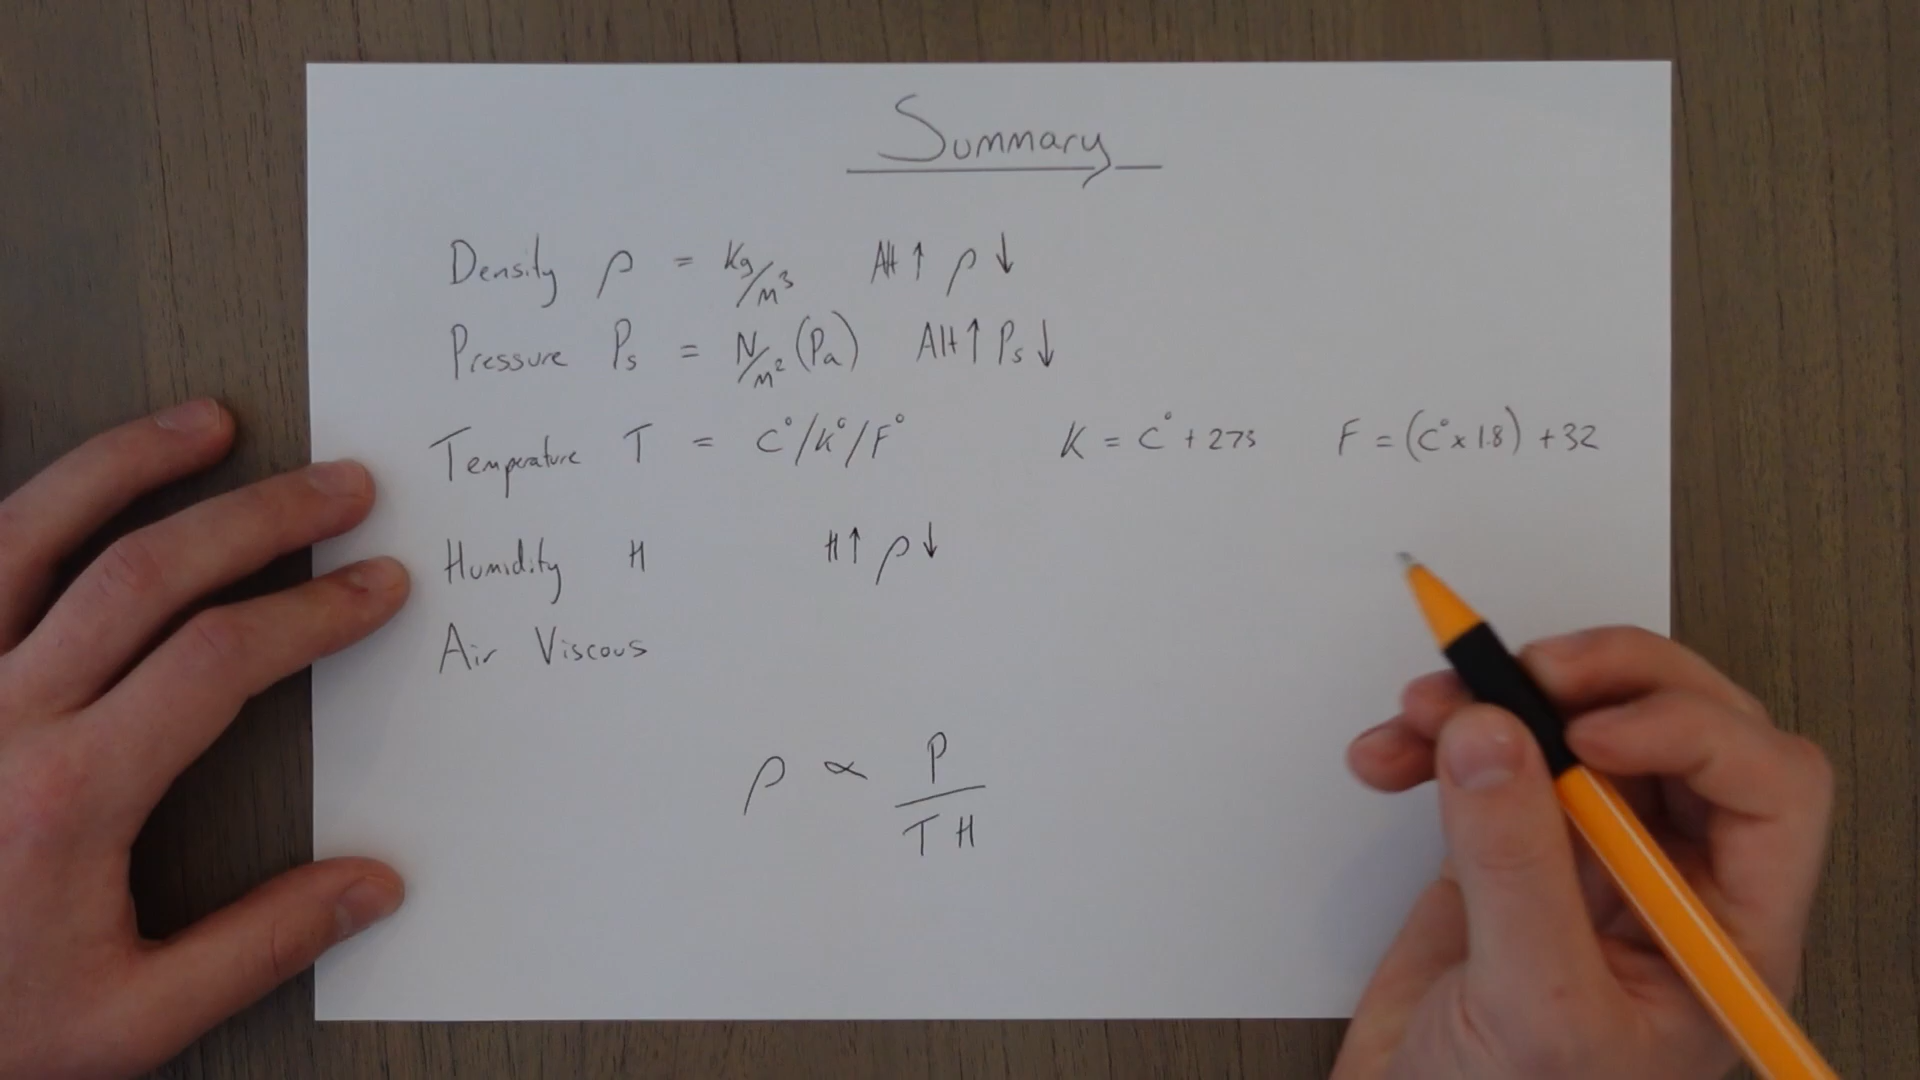 Summary
Density ρ = Kg/m³ Alt ↑ ρ ↓
Pressure Ps = N/m² (Pa) Alt ↑ Ps ↓
Temperature T = C°/K°/F° K = C° + 273 F = (C° x 1.8) + 32
Humidity H H ↑ ρ ↓
Air Viscous
ρ ∝ P
T H